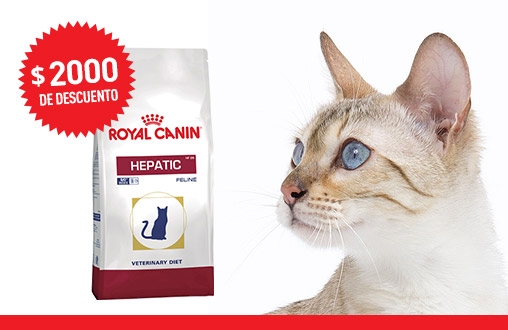 $ 2000
DE DESCUENTO
ROYAL CANIN
HEPATIC
FELINE
VETERINARY DIET